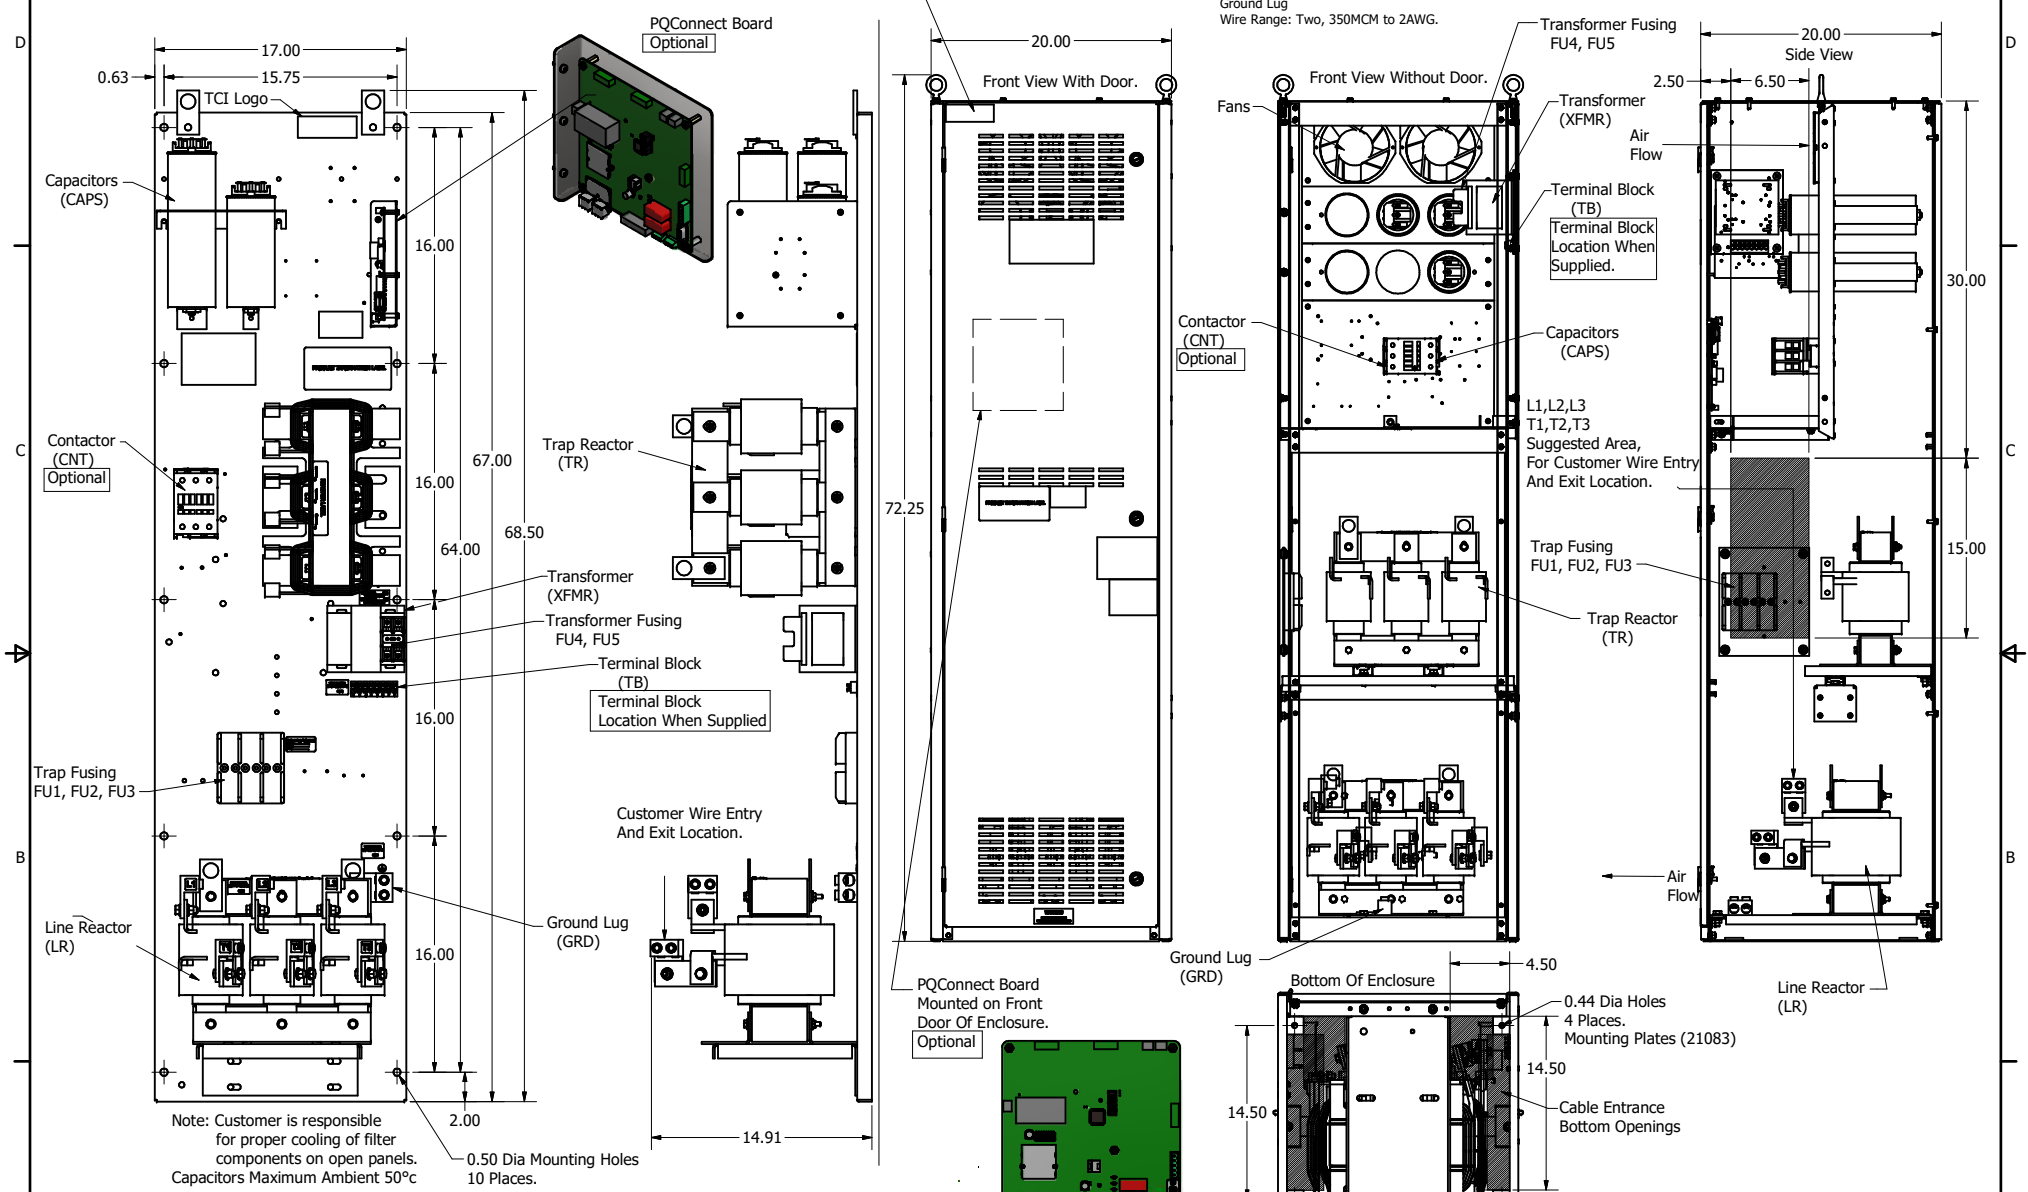 Ground Lug
Wire Range: Two, 350MCM to 2AWG.
D
D
PQConnect Board
Optional
17.00
15.75
0.63
TCI Logo
Capacitors
(CAPS)
16.00
Contactor
(CNT)
Optional
16.00
67.00
64.00
68.50
Transformer
(XFMR)
Transformer Fusing
FU4, FU5
Terminal Block
(TB)
Terminal Block
Location When Supplied
16.00
Trap Fusing
FU1, FU2, FU3
Line Reactor
(LR)
Ground Lug
(GRD)
16.00
2.00
Note: Customer is responsible
for proper cooling of filter
components on open panels.
Capacitors Maximum Ambient 50°c
0.50 Dia Mounting Holes
10 Places.
Trap Reactor
(TR)
Customer Wire Entry
And Exit Location.
14.91
20.00
Front View With Door.
72.25
PQConnect Board
Mounted on Front
Door Of Enclosure.
Optional
Transformer Fusing
FU4, FU5
Front View Without Door.
Fans
Transformer
(XFMR)
Terminal Block
(TB)
Terminal Block
Location When
Supplied.
Contactor
(CNT)
Optional
Capacitors
(CAPS)
L1,L2,L3
T1,T2,T3
Suggested Area,
For Customer Wire Entry
And Exit Location.
Trap Fusing
FU1, FU2, FU3
Trap Reactor
(TR)
Ground Lug
(GRD)
20.00
Side View
2.50
6.50
Air
Flow
30.00
15.00
Air
Flow
Line Reactor
(LR)
Bottom Of Enclosure
4.50
0.44 Dia Holes
4 Places.
Mounting Plates (21083)
14.50
14.50
Cable Entrance
Bottom Openings
C
C
B
B